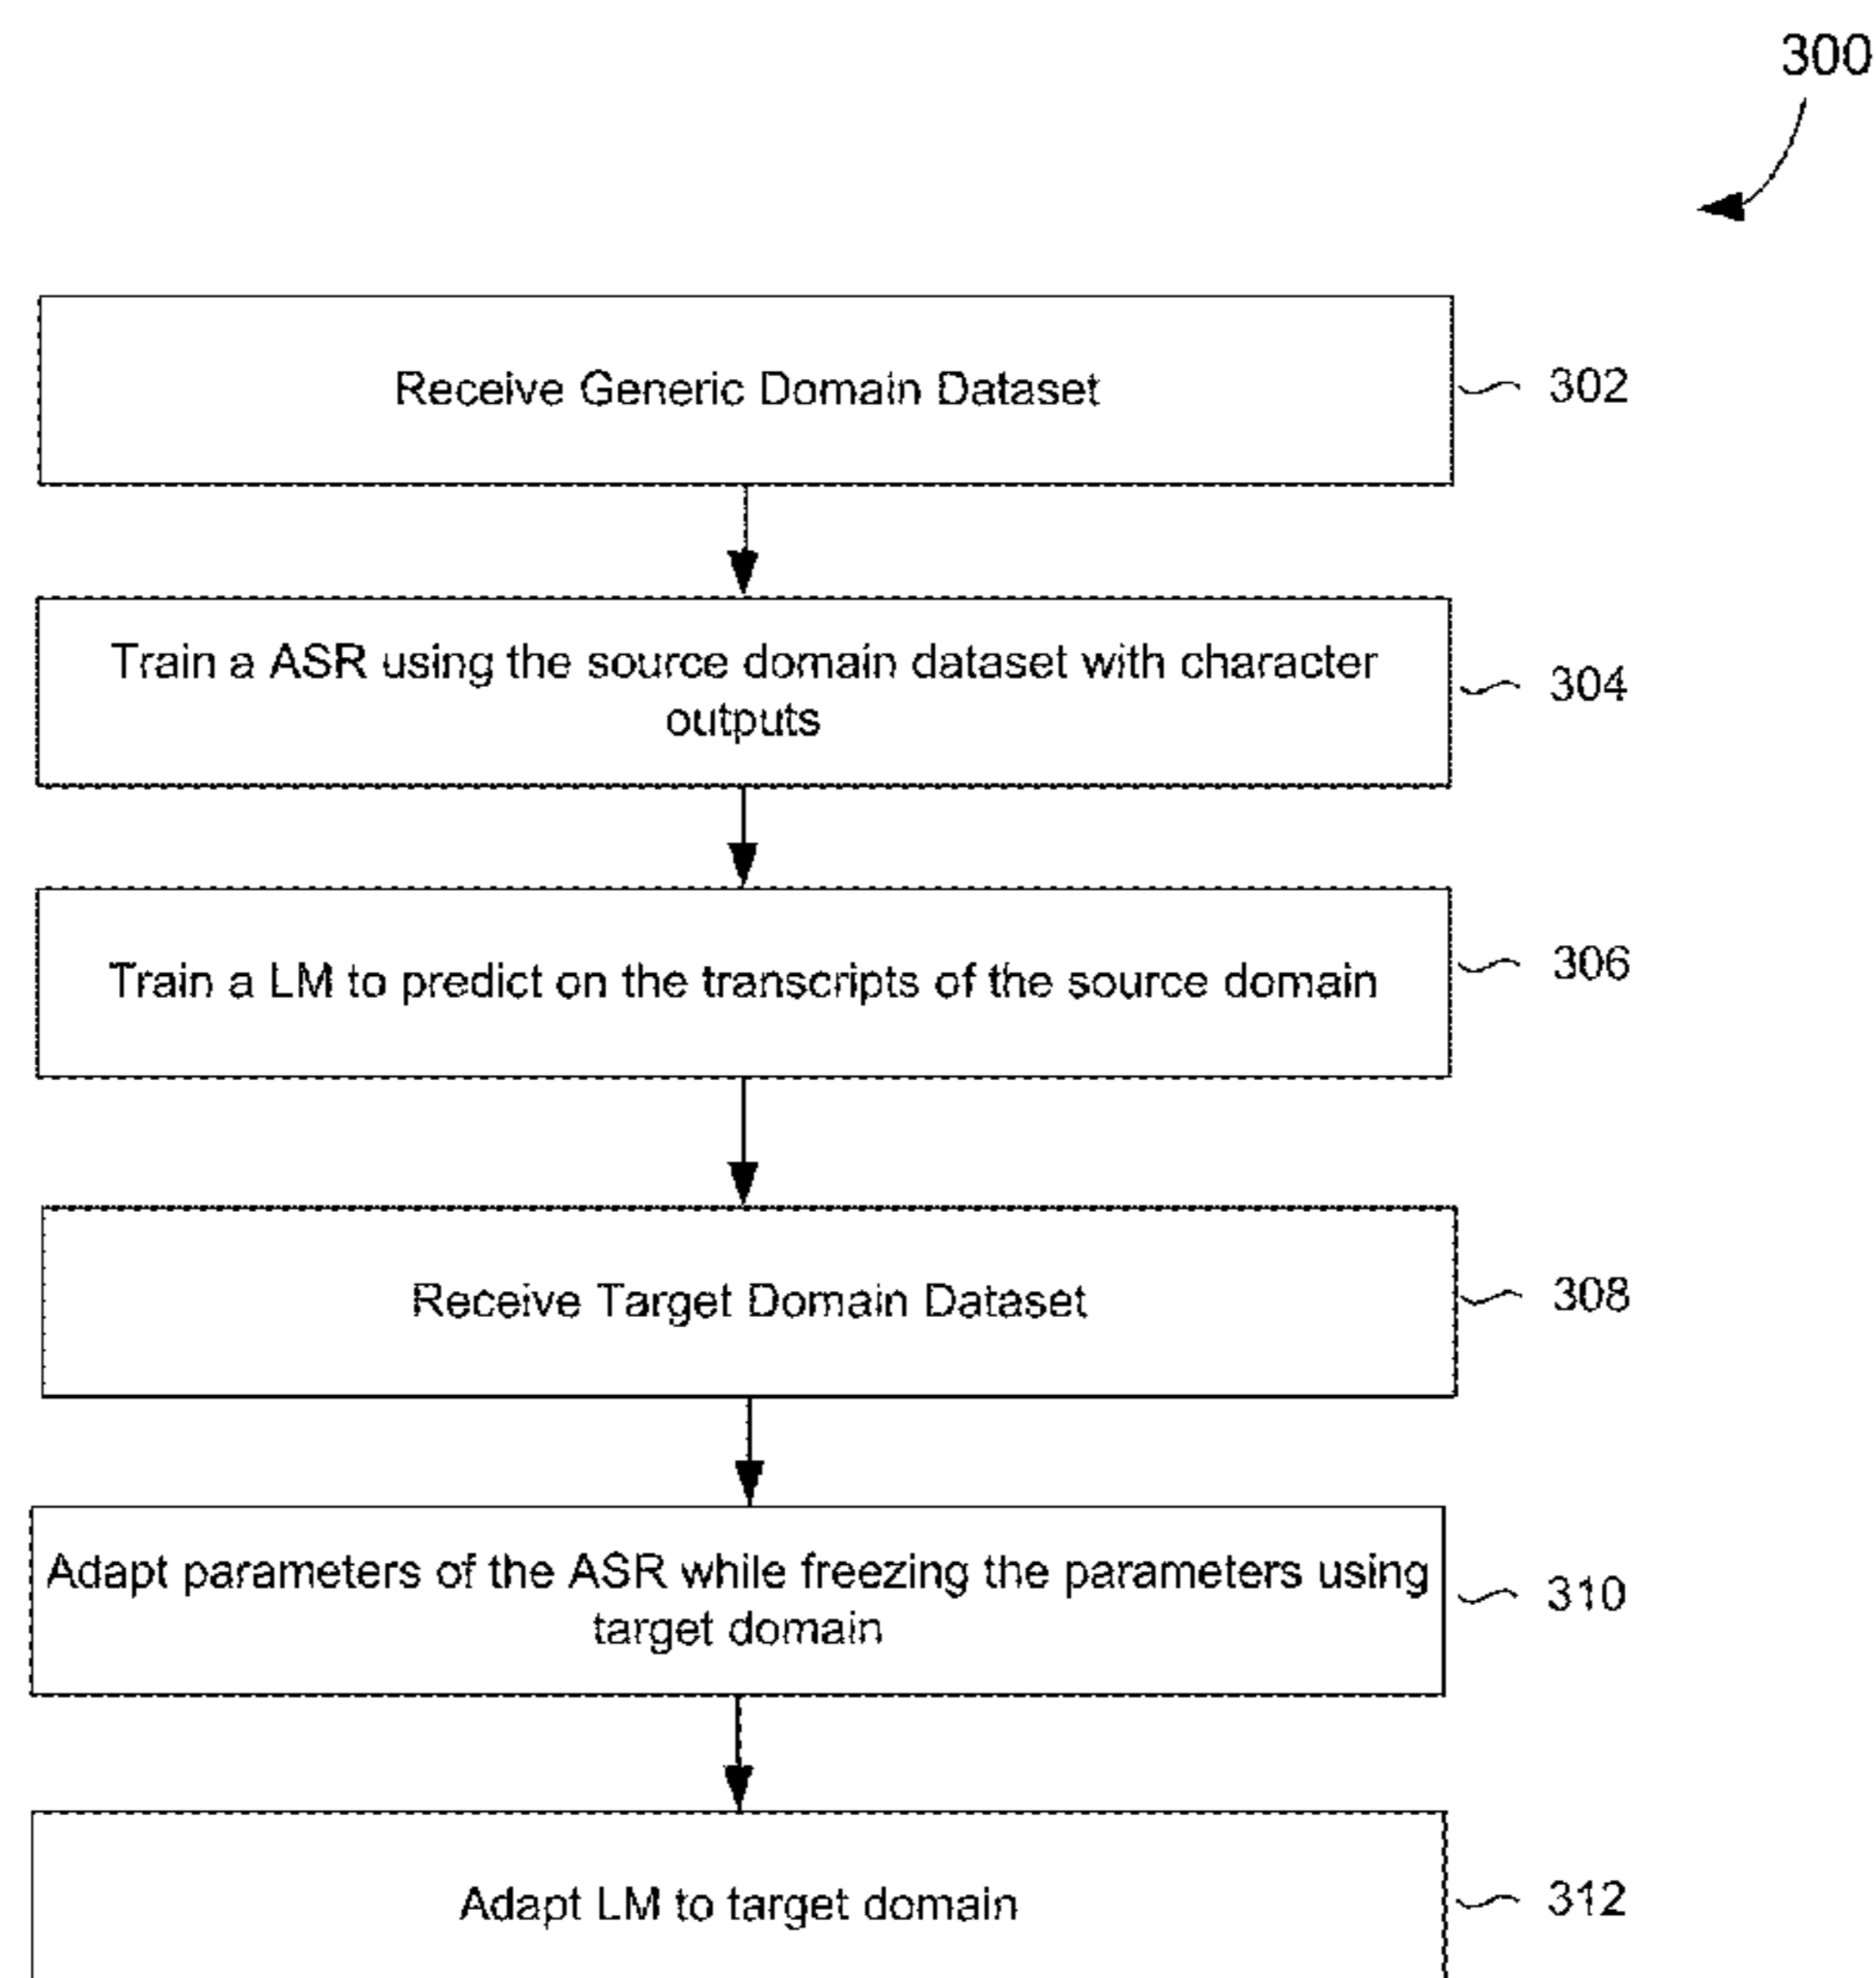 300
Receive Generic Domain Dataset
302
Train a ASR using the source domain dataset with character
outputs
304
Train a LM to predict on the transcripts of the source domain
306
Receive Target Domain Dataset
308
Adapt parameters of the ASR while freezing the parameters using
target domain
310
Adapt LM to target domain
312